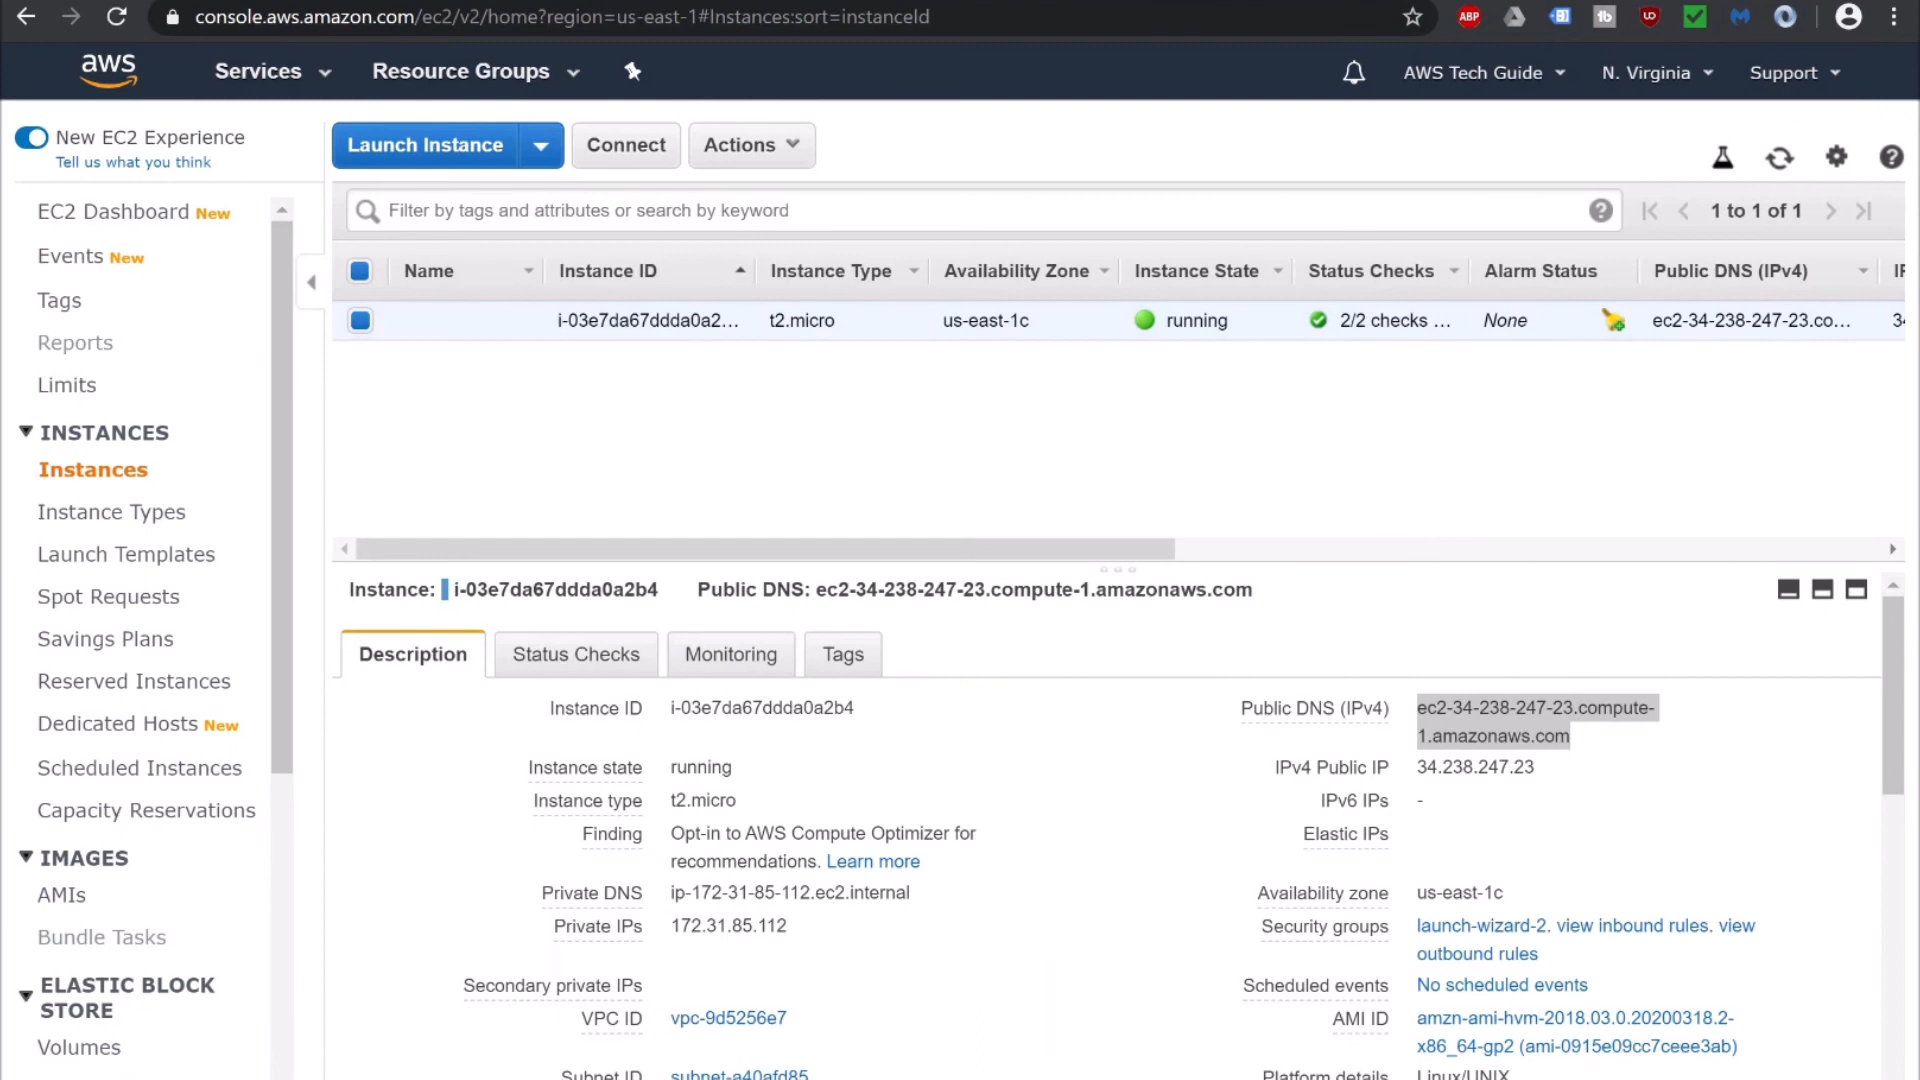 console.aws.amazon.com/ec2/v2/home?region=us-east-1#Instances:sort=instanceId
ABP
tb
aws
Services
Resource Groups
AWS Tech Guide
N. Virginia
Support
New EC2 Experience
Tell us what you think
EC2 Dashboard New
Events New
Tags
Reports
Limits
INSTANCES
Instances
Instance Types
Launch Templates
Spot Requests
Savings Plans
Reserved Instances
Dedicated Hosts New
Scheduled Instances
Capacity Reservations
IMAGES
AMIs
Bundle Tasks
ELASTIC BLOCK
STORE
Volumes
Launch Instance
Connect
Actions
Filter by tags and attributes or search by keyword
1 to 1 of 1
Name Instance ID Instance Type Availability Zone Instance State Status Checks Alarm Status Public DNS (IPv4)
i-03e7da67ddda0a2... t2.micro us-east-1c running 2/2 checks ... None ec2-34-238-247-23.co...
Instance: i-03e7da67ddda0a2b4 Public DNS: ec2-34-238-247-23.compute-1.amazonaws.com
Description Status Checks Monitoring Tags
Instance ID i-03e7da67ddda0a2b4
Instance state running
Instance type t2.micro
Finding Opt-in to AWS Compute Optimizer for
recommendations. Learn more
Private DNS ip-172-31-85-112.ec2.internal
Private IPs 172.31.85.112
Secondary private IPs
VPC ID vpc-9d5256e7
Subnet ID subnet-a40afd85
Public DNS (IPv4) ec2-34-238-247-23.compute-
1.amazonaws.com
IPv4 Public IP 34.238.247.23
IPv6 IPs -
Elastic IPs
Availability zone us-east-1c
Security groups launch-wizard-2. view inbound rules. view
outbound rules
Scheduled events No scheduled events
AMI ID amzn-ami-hvm-2018.03.0.20200318.2-
x86_64-gp2 (ami-0915e09cc7ceee3ab)
Platform details Linux/UNIX